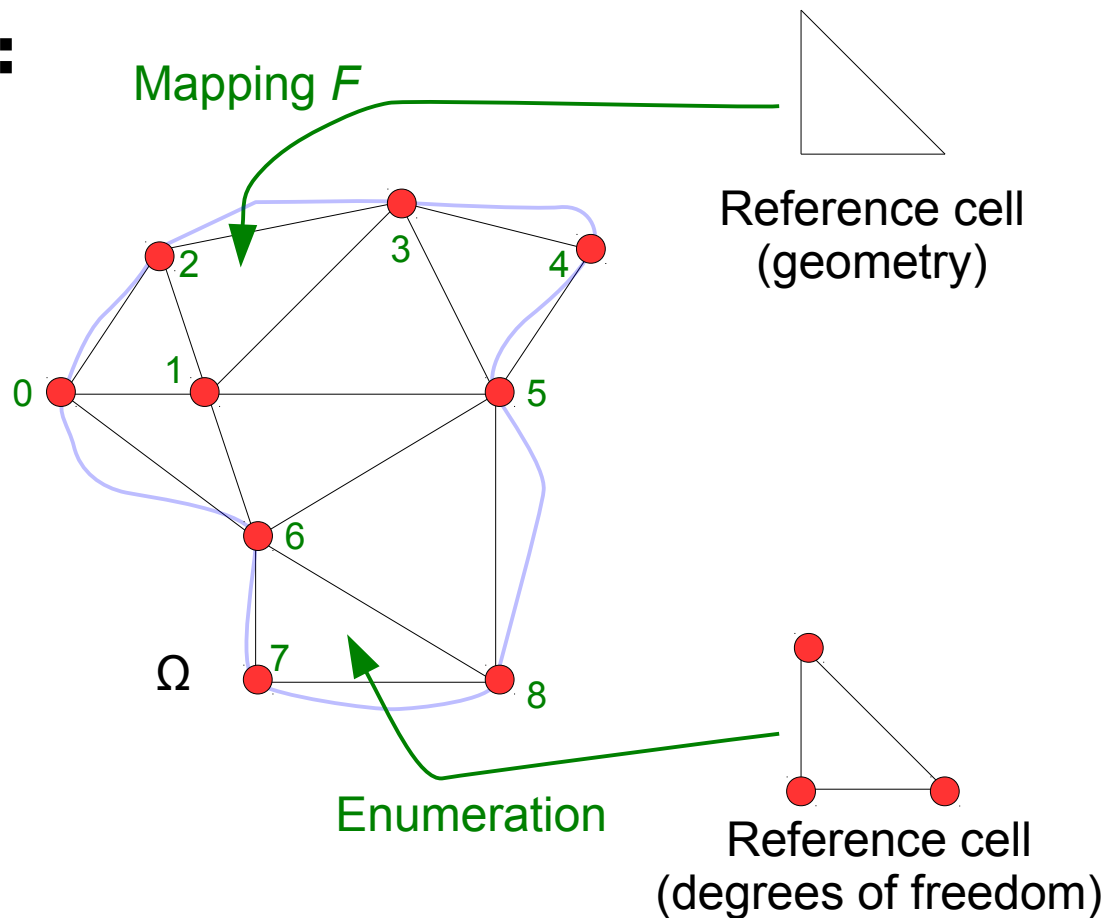 :
Mapping F
Reference cell
(geometry)
3
2
4
1
0
5
6
7
Ω
8
Enumeration
Reference cell
(degrees of freedom)